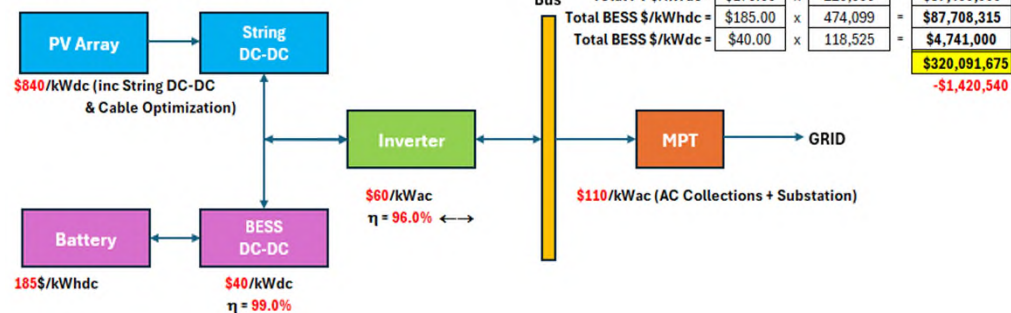 Bus
Total BESS $/kWhdc = $185.00 x 474,099 = $87,708,315
Total BESS $/kWdc = $40.00 x 118,525 = $4,741,000
$320,091,675
-$1,420,540
PV Array
String
DC-DC
$840/kWdc (inc String DC-DC
& Cable Optimization)
Inverter
MPT
GRID
$60/kWac
η = 96.0% ←→
$110/kWac (AC Collections + Substation)
Battery
BESS
DC-DC
185$/kWhdc
$40/kWdc
η = 99.0%